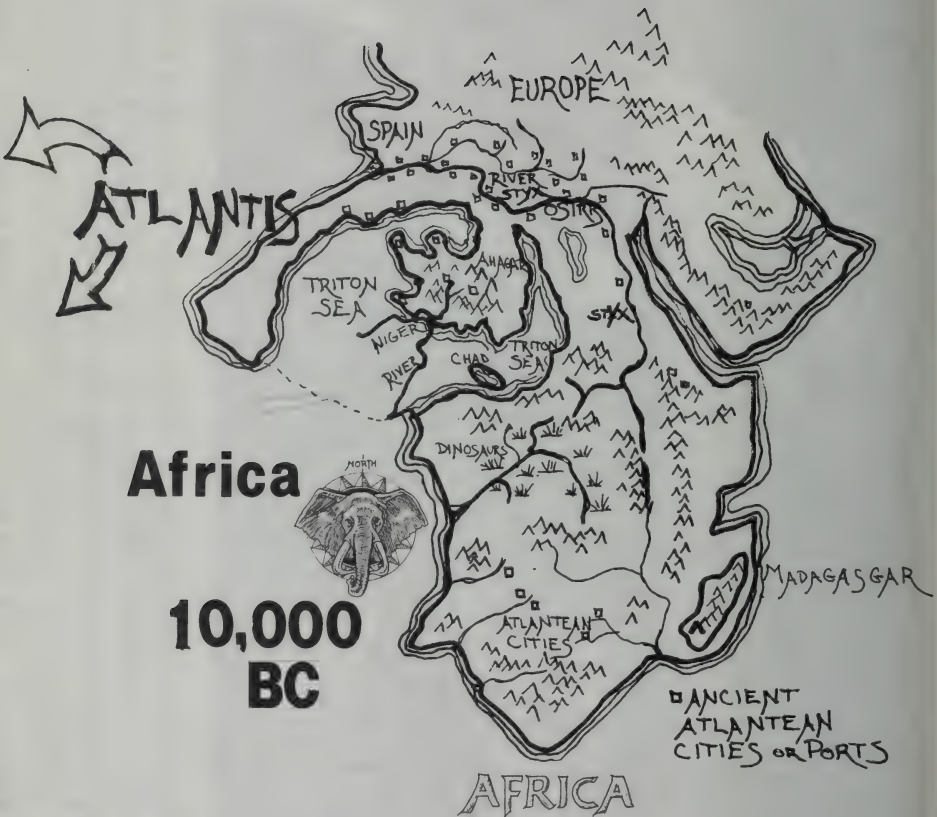 EUROPE
SPAIN
ATLANTIS
RIVER
STYX
OSIRIS
AHAGAR
TRITON
SEA
STYX
NIGER
RIVER
CHAD
TRITON
SEA
DINOSAURS
Africa
NORTH
10,000
BC
MADAGASGAR
ATLANTEAN
CITIES
ANCIENT
ATLANTEAN
CITIES OR PORTS
AFRICA